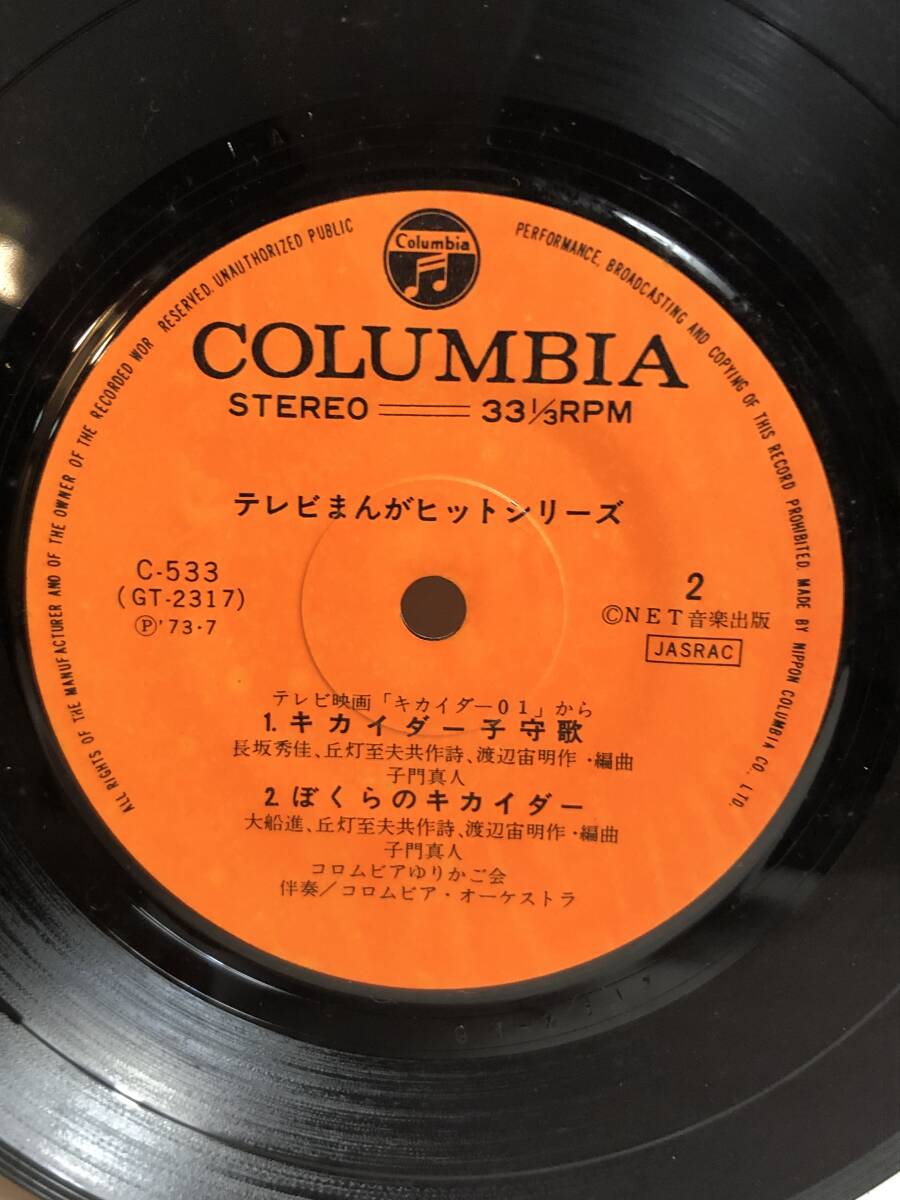 Columbia
ALL RIGHTS OF THE MANUFACTURER AND OF THE OWNER OF THE RECORDED WOR RESERVED. UNAUTHORIZED PUBLIC PERFORMANCE, BROADCASTING AND COPYING OF THIS RECORD PROHIBITED. MADE BY NIPPON COLUMBIA CO., LTD.
COLUMBIA
STEREO 33⅓RPM
テレビまんがヒットシリーズ
C-533
(GT-2317)
Ⓟ'73・7
2
©NET音楽出版
JASRAC
テレビ映画「キカイダー01」から
1. キカイダー子守歌
長坂秀佳、丘灯至夫共作詩、渡辺宙明作・編曲
子門真人
2. ぼくらのキカイダー
大船進、丘灯至夫共作詩、渡辺宙明作・編曲
子門真人
コロムビアゆりかご会
伴奏/コロムビア・オーケストラ